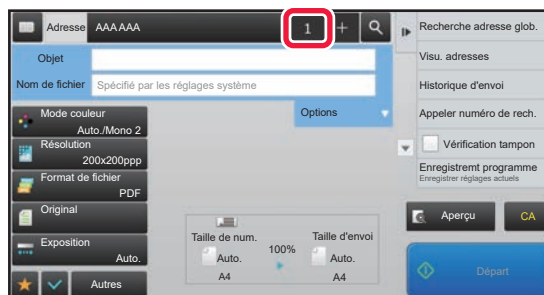 Adresse AAA AAA 1 +
Objet
Nom de fichier Spécifié par les réglages système
Options
Mode couleur
Auto./Mono 2
Résolution
200x200ppp
Format de fichier
PDF
Original
Exposition
Auto.
Autres
Taille de num. 100% Taille d'envoi
Auto. Auto.
A4 A4
Recherche adresse glob.
Visu. adresses
Historique d'envoi
Appeler numéro de rech.
Vérification tampon
Enregistremt programme
Enregistrer réglages actuels
Aperçu CA
Départ